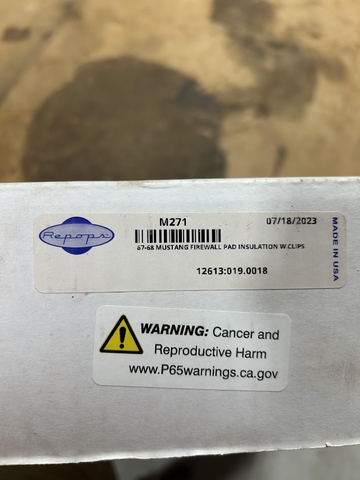 Repops
M271
07/18/2023
67-68 MUSTANG FIREWALL PAD INSULATION W.CLIPS
12613:019.0018
MADE IN USA
WARNING: Cancer and
Reproductive Harm
www.P65warnings.ca.gov